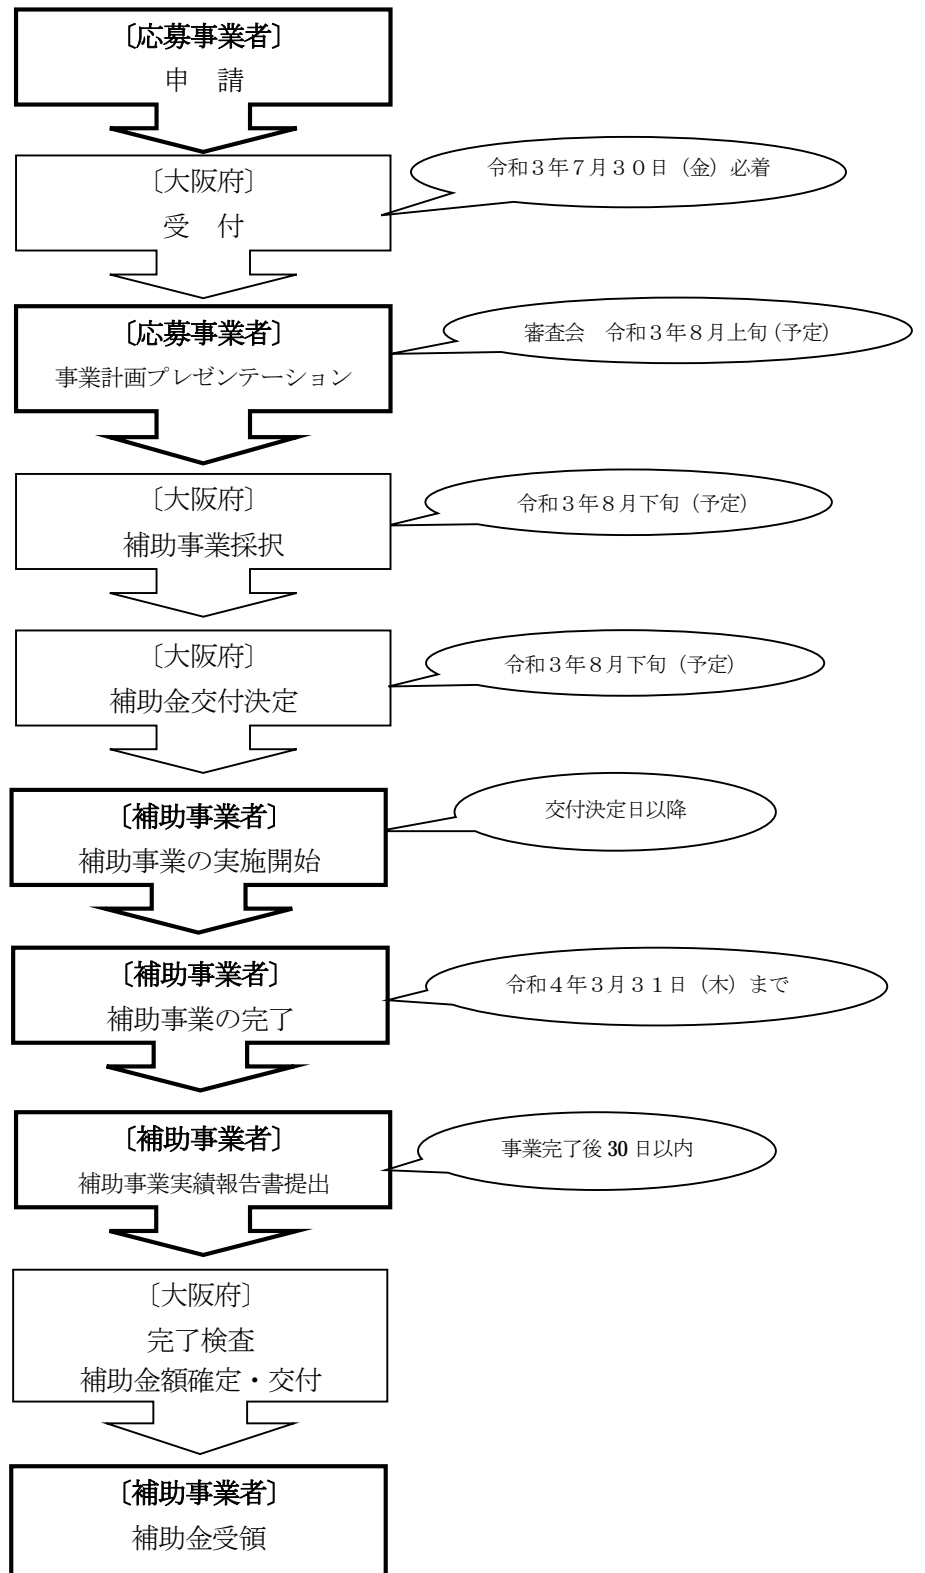 〔応募事業者〕
申　請
〔大阪府〕
受　付
令和３年７月３０日（金）必着
〔応募事業者〕
事業計画プレゼンテーション
審査会　令和３年８月上旬（予定）
〔大阪府〕
補助事業採択
令和３年８月下旬（予定）
〔大阪府〕
補助金交付決定
令和３年８月下旬（予定）
〔補助事業者〕
補助事業の実施開始
交付決定日以降
〔補助事業者〕
補助事業の完了
令和４年３月３１日（木）まで
〔補助事業者〕
補助事業実績報告書提出
事業完了後 30 日以内
〔大阪府〕
完了検査
補助金額確定・交付
〔補助事業者〕
補助金受領